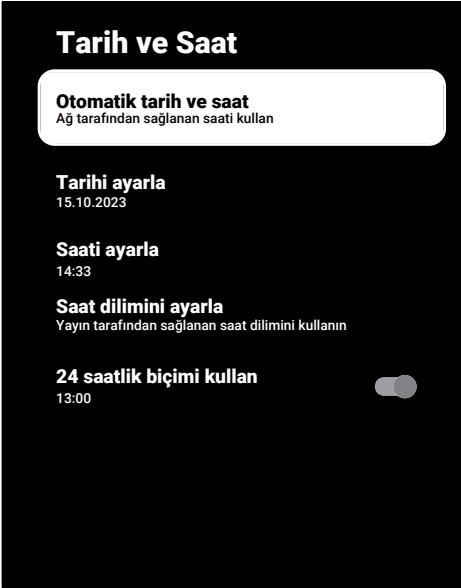 Tarih ve Saat
Otomatik tarih ve saat
Ağ tarafından sağlanan saati kullan
Tarihi ayarla
15.10.2023
Saati ayarla
14:33
Saat dilimini ayarla
Yayın tarafından sağlanan saat dilimini kullanın
24 saatlik biçimi kullan
13:00